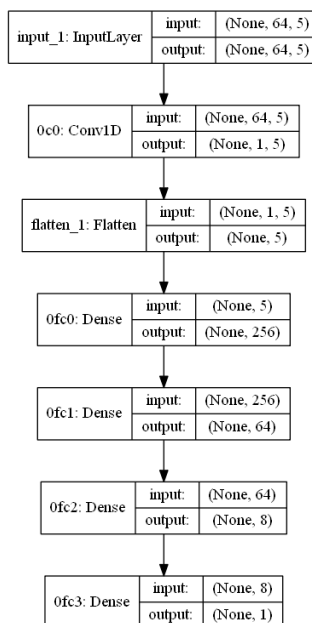 input_1: InputLayer
input: (None, 64, 5)
output: (None, 64, 5)
0c0: Conv1D
input: (None, 64, 5)
output: (None, 1, 5)
flatten_1: Flatten
input: (None, 1, 5)
output: (None, 5)
0fc0: Dense
input: (None, 5)
output: (None, 256)
0fc1: Dense
input: (None, 256)
output: (None, 64)
0fc2: Dense
input: (None, 64)
output: (None, 8)
0fc3: Dense
input: (None, 8)
output: (None, 1)